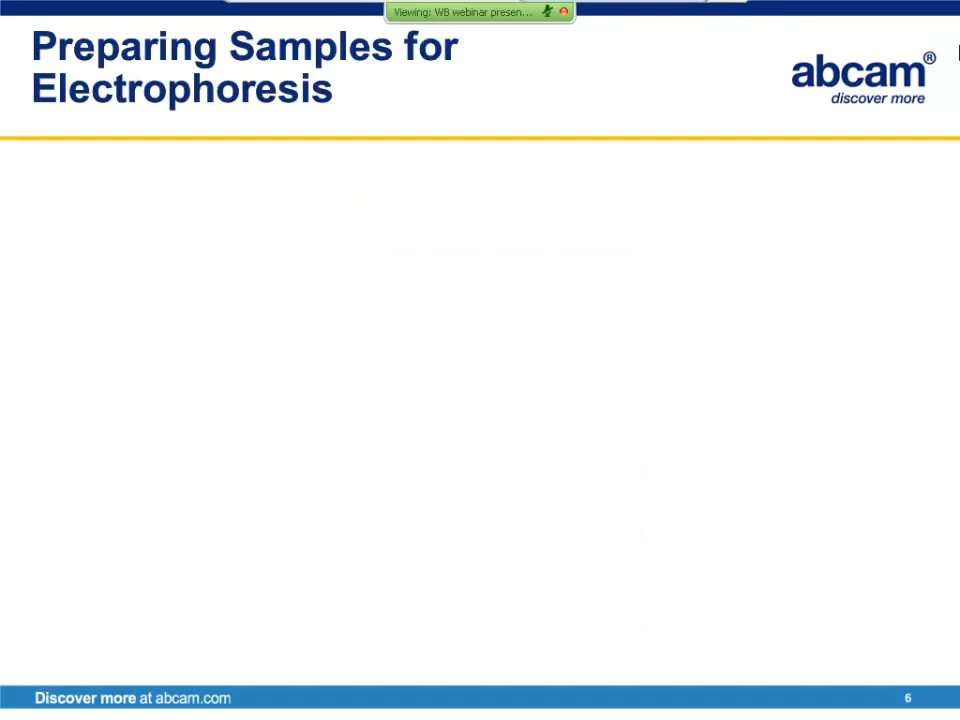 Viewing: WB webinar presen...
Preparing Samples for
Electrophoresis
abcam®
discover more
Discover more at abcam.com
6